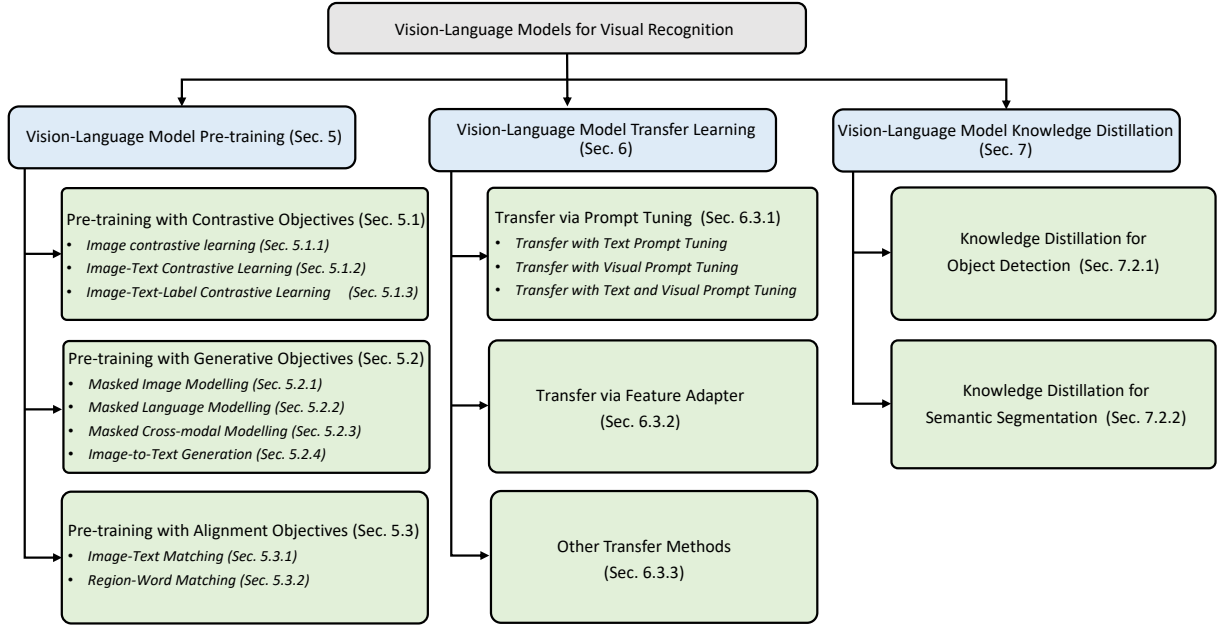 Vision-Language Models for Visual Recognition
Vision-Language Model Pre-training (Sec. 5)
Pre-training with Contrastive Objectives (Sec. 5.1)
• Image contrastive learning (Sec. 5.1.1)
• Image-Text Contrastive Learning (Sec. 5.1.2)
• Image-Text-Label Contrastive Learning (Sec. 5.1.3)
Pre-training with Generative Objectives (Sec. 5.2)
• Masked Image Modelling (Sec. 5.2.1)
• Masked Language Modelling (Sec. 5.2.2)
• Masked Cross-modal Modelling (Sec. 5.2.3)
• Image-to-Text Generation (Sec. 5.2.4)
Pre-training with Alignment Objectives (Sec. 5.3)
• Image-Text Matching (Sec. 5.3.1)
• Region-Word Matching (Sec. 5.3.2)
Vision-Language Model Transfer Learning
(Sec. 6)
Transfer via Prompt Tuning (Sec. 6.3.1)
• Transfer with Text Prompt Tuning
• Transfer with Visual Prompt Tuning
• Transfer with Text and Visual Prompt Tuning
Transfer via Feature Adapter
(Sec. 6.3.2)
Other Transfer Methods
(Sec. 6.3.3)
Vision-Language Model Knowledge Distillation
(Sec. 7)
Knowledge Distillation for
Object Detection (Sec. 7.2.1)
Knowledge Distillation for
Semantic Segmentation (Sec. 7.2.2)